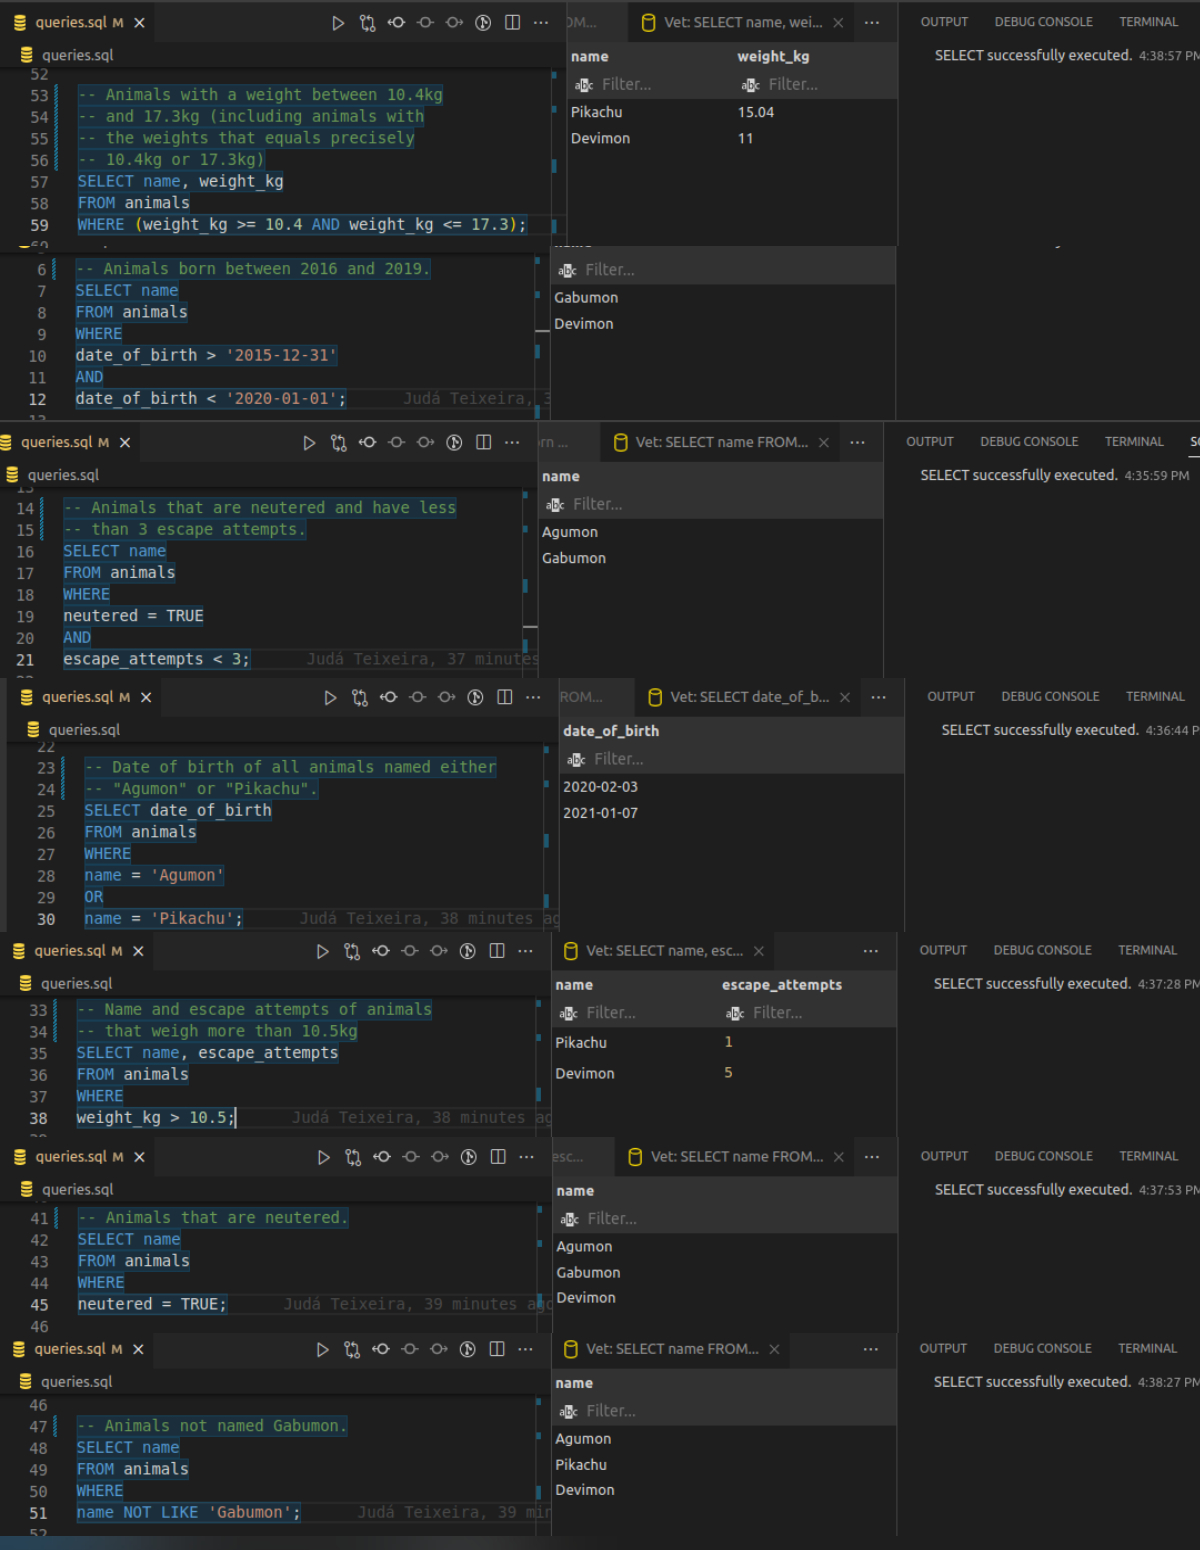 queries.sql M
DM...
Vet: SELECT name, wei...
OUTPUT DEBUG CONSOLE TERMINAL
queries.sql
name weight_kg
SELECT successfully executed. 4:38:57 PM
Filter... Filter...
52
53 -- Animals with a weight between 10.4kg
54 -- and 17.3kg (including animals with
55 -- the weights that equals precisely
56 -- 10.4kg or 17.3kg)
57 SELECT name, weight_kg
58 FROM animals
59 WHERE (weight_kg >= 10.4 AND weight_kg <= 17.3);
Pikachu 15.04
Devimon 11
6 -- Animals born between 2016 and 2019.
7 SELECT name
8 FROM animals
9 WHERE
10 date_of_birth > '2015-12-31'
11 AND
12 date_of_birth < '2020-01-01'; Judá Teixeira, 3
name
abc Filter...
Gabumon
Devimon
queries.sql M
orn ...
Vet: SELECT name FROM...
OUTPUT DEBUG CONSOLE TERMINAL
queries.sql
name
SELECT successfully executed. 4:35:59 PM
abc Filter...
14 -- Animals that are neutered and have less
15 -- than 3 escape attempts.
16 SELECT name
17 FROM animals
18 WHERE
19 neutered = TRUE
20 AND
21 escape_attempts < 3; Judá Teixeira, 37 minutes
Agumon
Gabumon
queries.sql M
ROM...
Vet: SELECT date_of_b...
OUTPUT DEBUG CONSOLE TERMINAL
queries.sql
date_of_birth
SELECT successfully executed. 4:36:44 P
abc Filter...
22
23 -- Date of birth of all animals named either
24 -- "Agumon" or "Pikachu".
25 SELECT date_of_birth
26 FROM animals
27 WHERE
28 name = 'Agumon'
29 OR
30 name = 'Pikachu'; Judá Teixeira, 38 minutes ag
2020-02-03
2021-01-07
queries.sql M
Vet: SELECT name, esc...
OUTPUT DEBUG CONSOLE TERMINAL
queries.sql
name escape_attempts
SELECT successfully executed. 4:37:28 PM
abc Filter... abc Filter...
33 -- Name and escape attempts of animals
34 -- that weigh more than 10.5kg
35 SELECT name, escape_attempts
36 FROM animals
37 WHERE
38 weight_kg > 10.5; Judá Teixeira, 38 minutes ag
Pikachu 1
Devimon 5
queries.sql M
esc...
Vet: SELECT name FROM...
OUTPUT DEBUG CONSOLE TERMINAL
queries.sql
name
SELECT successfully executed. 4:37:53 PM
abc Filter...
41 -- Animals that are neutered.
42 SELECT name
43 FROM animals
44 WHERE
45 neutered = TRUE; Judá Teixeira, 39 minutes ago
46
Agumon
Gabumon
Devimon
queries.sql M
Vet: SELECT name FROM...
OUTPUT DEBUG CONSOLE TERMINAL
queries.sql
name
SELECT successfully executed. 4:38:27 PM
abc Filter...
46
47 -- Animals not named Gabumon.
48 SELECT name
49 FROM animals
50 WHERE
51 name NOT LIKE 'Gabumon'; Judá Teixeira, 39 min
52
Agumon
Pikachu
Devimon